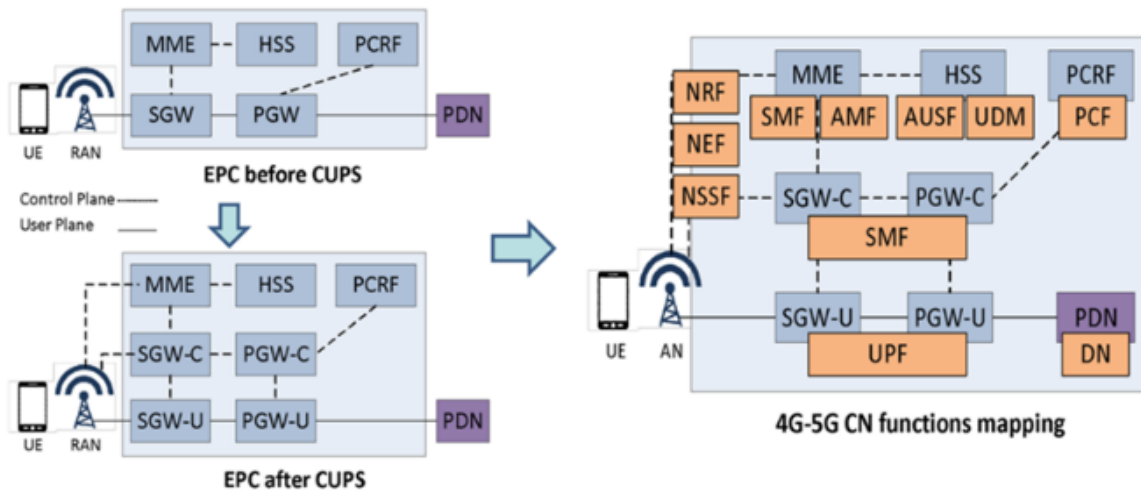 MME
HSS
PCRF
SGW
PGW
PDN
UE
RAN
EPC before CUPS
Control Plane
User Plane
MME
HSS
PCRF
SGW-C
PGW-C
SGW-U
PGW-U
PDN
UE
RAN
EPC after CUPS
NRF
MME
HSS
PCRF
SMF
AMF
AUSF
UDM
PCF
NEF
NSSF
SGW-C
PGW-C
SMF
SGW-U
PGW-U
PDN
UPF
DN
UE
AN
4G-5G CN functions mapping